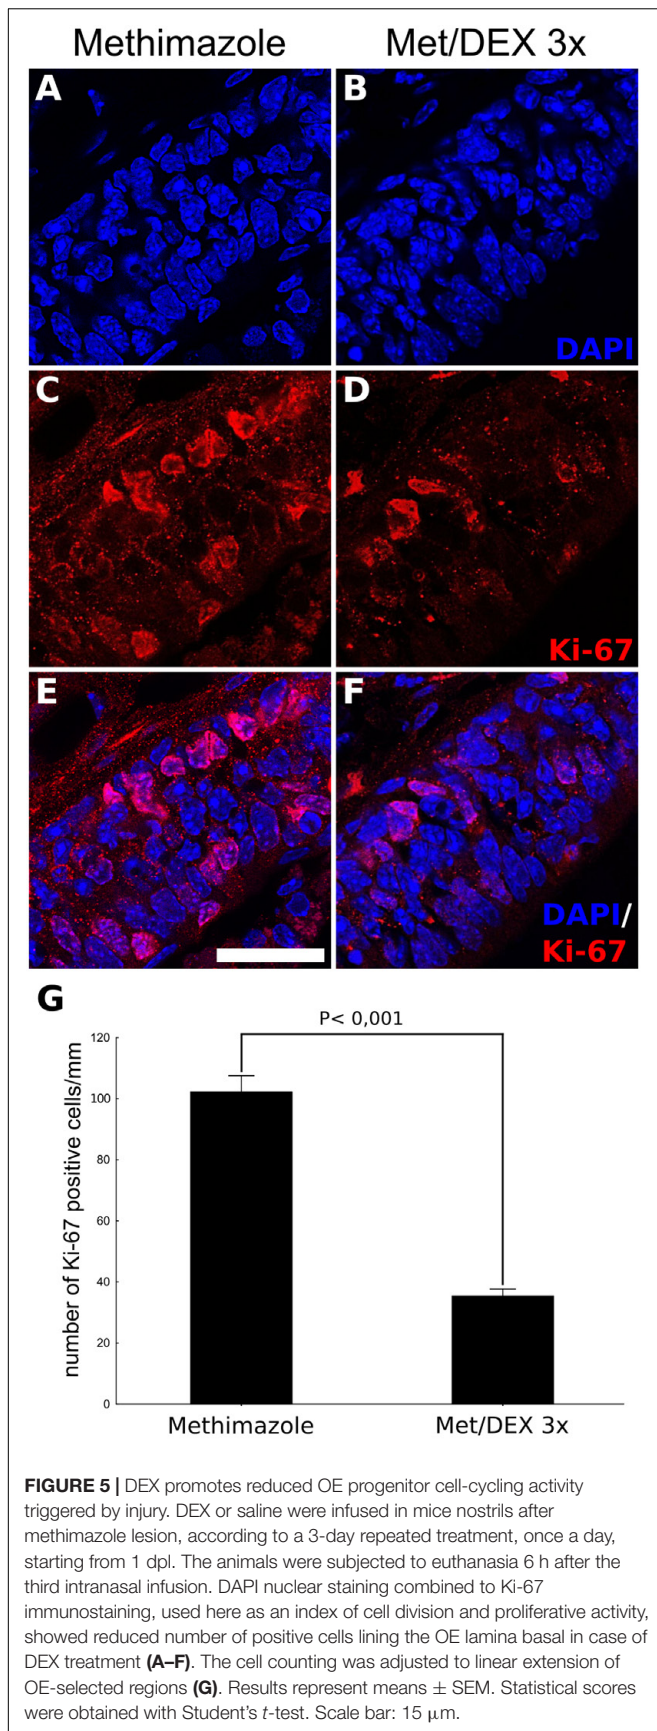 Methimazole Met/DEX 3x
A B
DAPI
C D
Ki-67
E F
DAPI/
Ki-67
G
P< 0,001
number of Ki-67 positive cells/mm
120
100
80
60
40
20
0
Methimazole Met/DEX 3x
FIGURE 5 | DEX promotes reduced OE progenitor cell-cycling activity
triggered by injury. DEX or saline were infused in mice nostrils after
methimazole lesion, according to a 3-day repeated treatment, once a day,
starting from 1 dpl. The animals were subjected to euthanasia 6 h after the
third intranasal infusion. DAPI nuclear staining combined to Ki-67
immunostaining, used here as an index of cell division and proliferative activity,
showed reduced number of positive cells lining the OE lamina basal in case of
DEX treatment (A–F). The cell counting was adjusted to linear extension of
OE-selected regions (G). Results represent means ± SEM. Statistical scores
were obtained with Student's t-test. Scale bar: 15 μm.